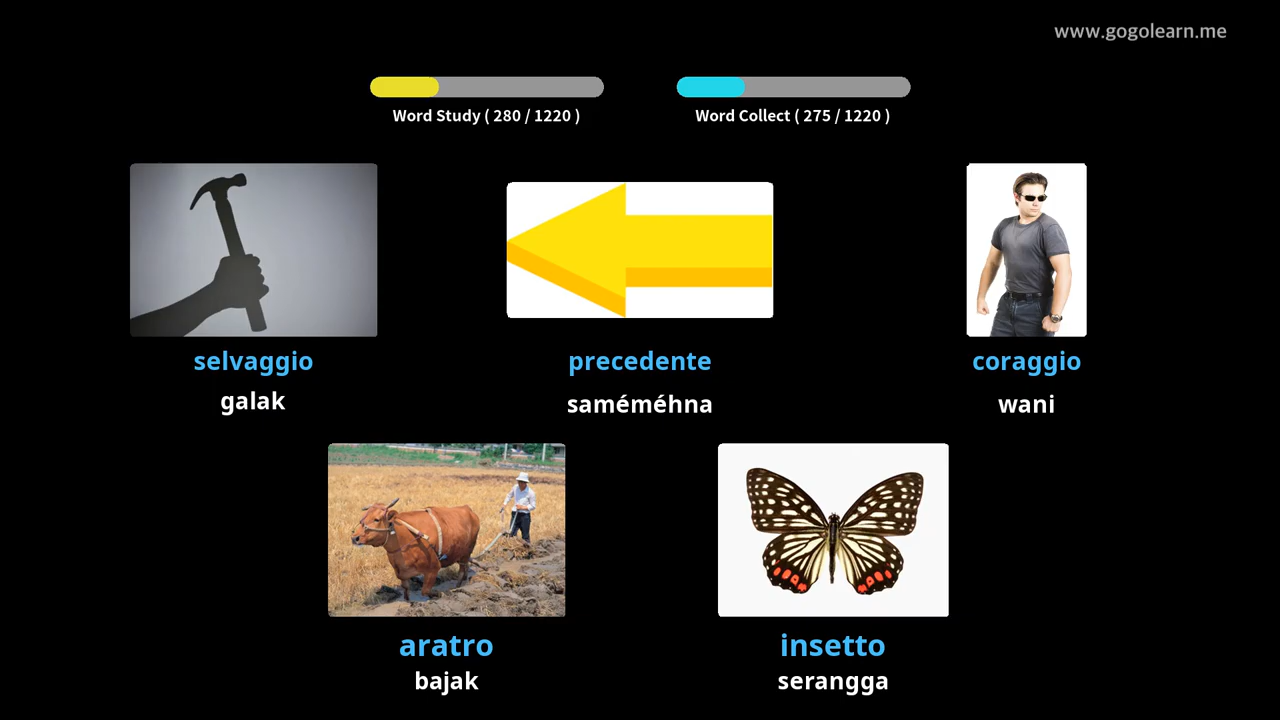 www.gogolearn.me
Word Study ( 280 / 1220 )
Word Collect ( 275 / 1220 )
selvaggio
galak
precedente
saméméhna
coraggio
wani
aratro
bajak
insetto
serangga